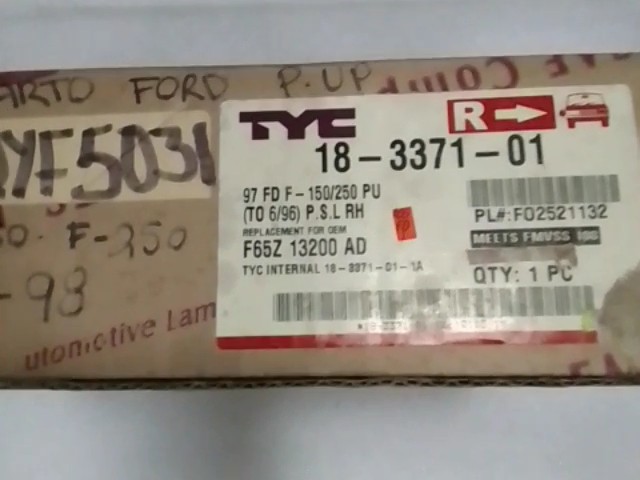 ARTO FORD P.UP
YF5031
F-250
-98
utomotive Lam
TYC
R
18-3371-01
97 FD F-150/250 PU
(TO 6/96) P.S.L RH
REPLACEMENT FOR OEM
F65Z 13200 AD
TYC INTERNAL 18-3371-01-1A
PL#:FO2521132
MEETS FMVSS 108
QTY: 1 PC